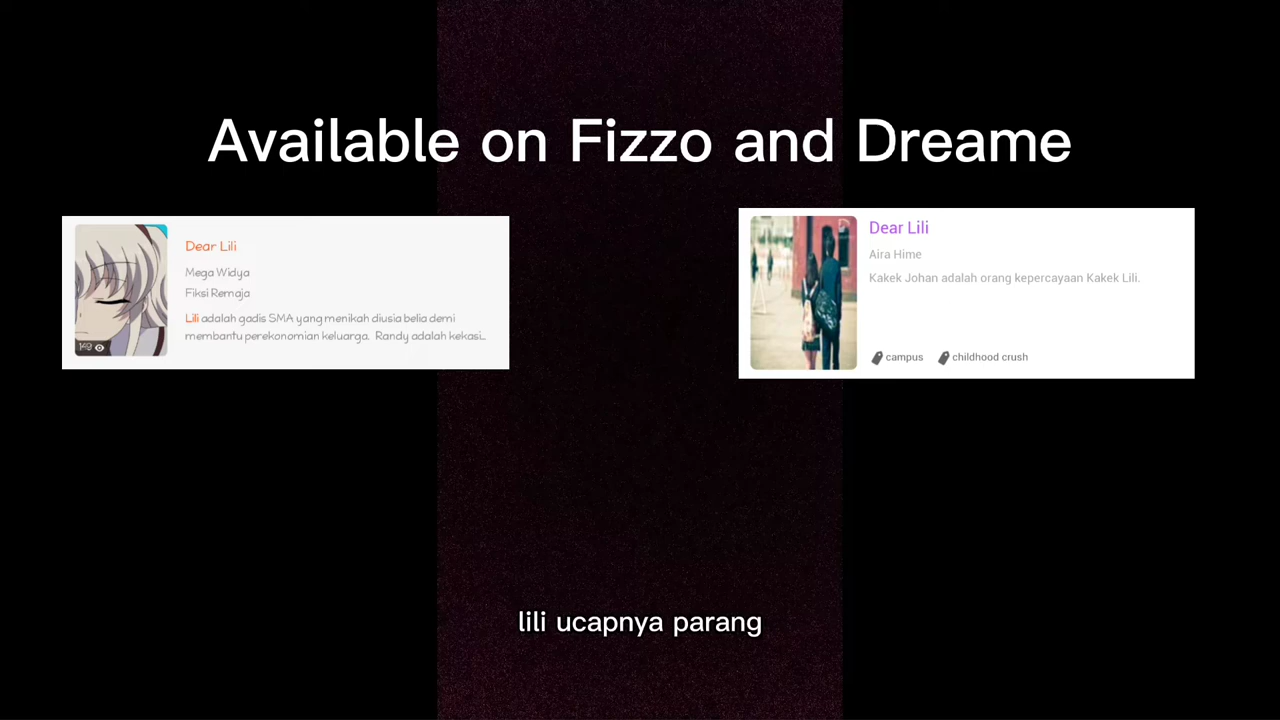 Available on Fizzo and Dreame
Dear Lili
Mega Widya
Fiksi Remaja
Lili adalah gadis SMA yang menikah diusia belia demi
membantu perekonomian keluarga. Randy adalah kekasi...
149
Dear Lili
Aira Hime
Kakek Johan adalah orang kepercayaan Kakek Lili.
campus childhood crush
lili ucapnya parang